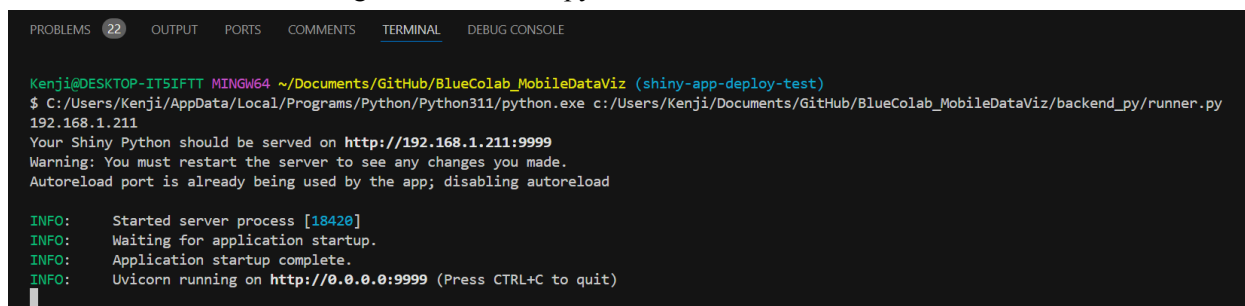 PROBLEMS 22 OUTPUT PORTS COMMENTS TERMINAL DEBUG CONSOLE
Kenji@DESKTOP-IT5IFTT MINGW64 ~/Documents/GitHub/BlueColab_MobileDataViz (shiny-app-deploy-test)
$ C:/Users/Kenji/AppData/Local/Programs/Python/Python311/python.exe c:/Users/Kenji/Documents/GitHub/BlueColab_MobileDataViz/backend_py/runner.py
192.168.1.211
Your Shiny Python should be served on http://192.168.1.211:9999
Warning: You must restart the server to see any changes you made.
Autoreload port is already being used by the app; disabling autoreload
INFO: Started server process [18420]
INFO: Waiting for application startup.
INFO: Application startup complete.
INFO: Uvicorn running on http://0.0.0.0:9999 (Press CTRL+C to quit)